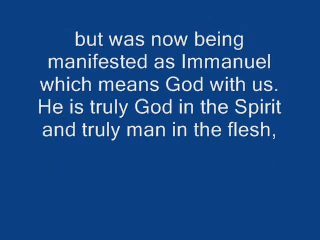 but was now being
manifested as Immanuel
which means God with us.
He is truly God in the Spirit
and truly man in the flesh,